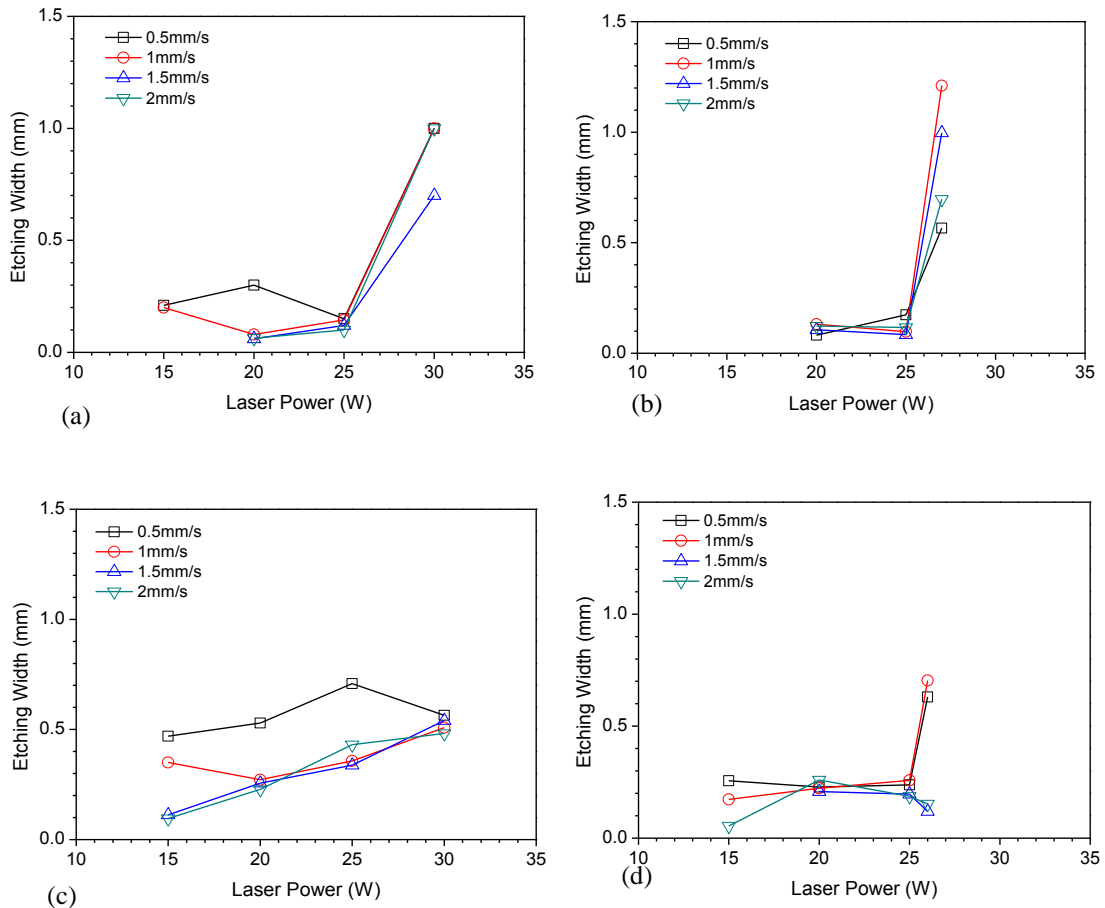 1.5
1.0
0.5
0.0
Etching Width (mm)
0.5mm/s
1mm/s
1.5mm/s
2mm/s
10 15 20 25 30 35
Laser Power (W)
(a)
1.5
1.0
0.5
0.0
Etching Width (mm)
0.5mm/s
1mm/s
1.5mm/s
2mm/s
10 15 20 25 30 35
Laser Power (W)
(b)
1.5
1.0
0.5
0.0
Etching Width (mm)
0.5mm/s
1mm/s
1.5mm/s
2mm/s
10 15 20 25 30 35
Laser Power (W)
(c)
1.5
1.0
0.5
0.0
Etching Width (mm)
0.5mm/s
1mm/s
1.5mm/s
2mm/s
10 15 20 25 30 35
Laser Power (W)
(d)